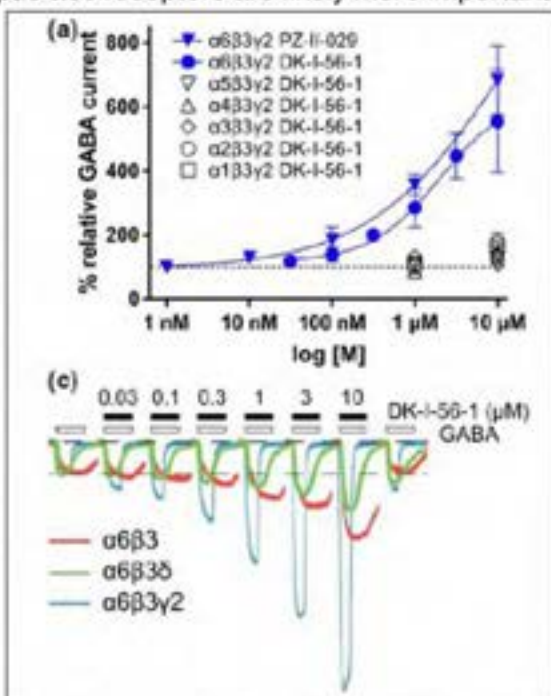 (a)
800
600
400
200
0
% relative GABA current
α6β3γ2 PZ-II-029
α6β3γ2 DK-I-56-1
α5β3γ2 DK-I-56-1
α4β3γ2 DK-I-56-1
α3β3γ2 DK-I-56-1
α2β3γ2 DK-I-56-1
α1β3γ2 DK-I-56-1
1 nM 10 nM 100 nM 1 µM 10 µM
log [M]
(c)
0.03 0.1 0.3 1 3 10 DK-I-56-1 (µM)
GABA
α6β3
α6β3δ
α6β3γ2